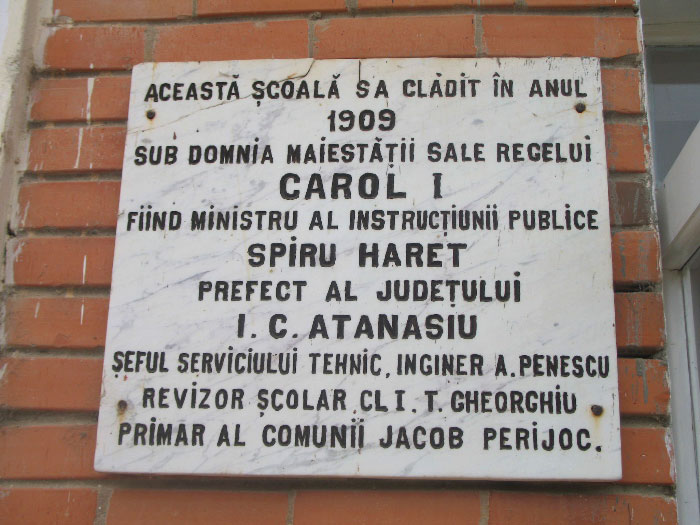 ACEASTĂ ȘCOALĂ SA CLĂDIT ÎN ANUL
1909
SUB DOMNIA MAIESTĂȚII SALE REGELUI
CAROL I
FIIND MINISTRU AL INSTRUCȚIUNII PUBLICE
SPIRU HARET
PREFECT AL JUDEȚULUI
I. C. ATANASIU
ȘEFUL SERVICIULUI TEHNIC, INGINER A. PENESCU
REVIZOR ȘCOLAR CL I. T. GHEORGHIU
PRIMAR AL COMUNII JACOB PERIJOC.